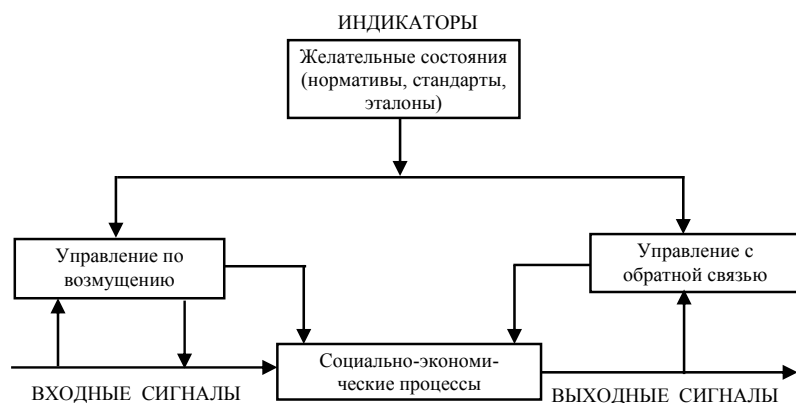 ИНДИКАТОРЫ
Желательные состояния
(нормативы, стандарты,
эталоны)
Управление по
возмущению
Управление с
обратной связью
Социально-экономи-
ческие процессы
ВХОДНЫЕ СИГНАЛЫ
ВЫХОДНЫЕ СИГНАЛЫ